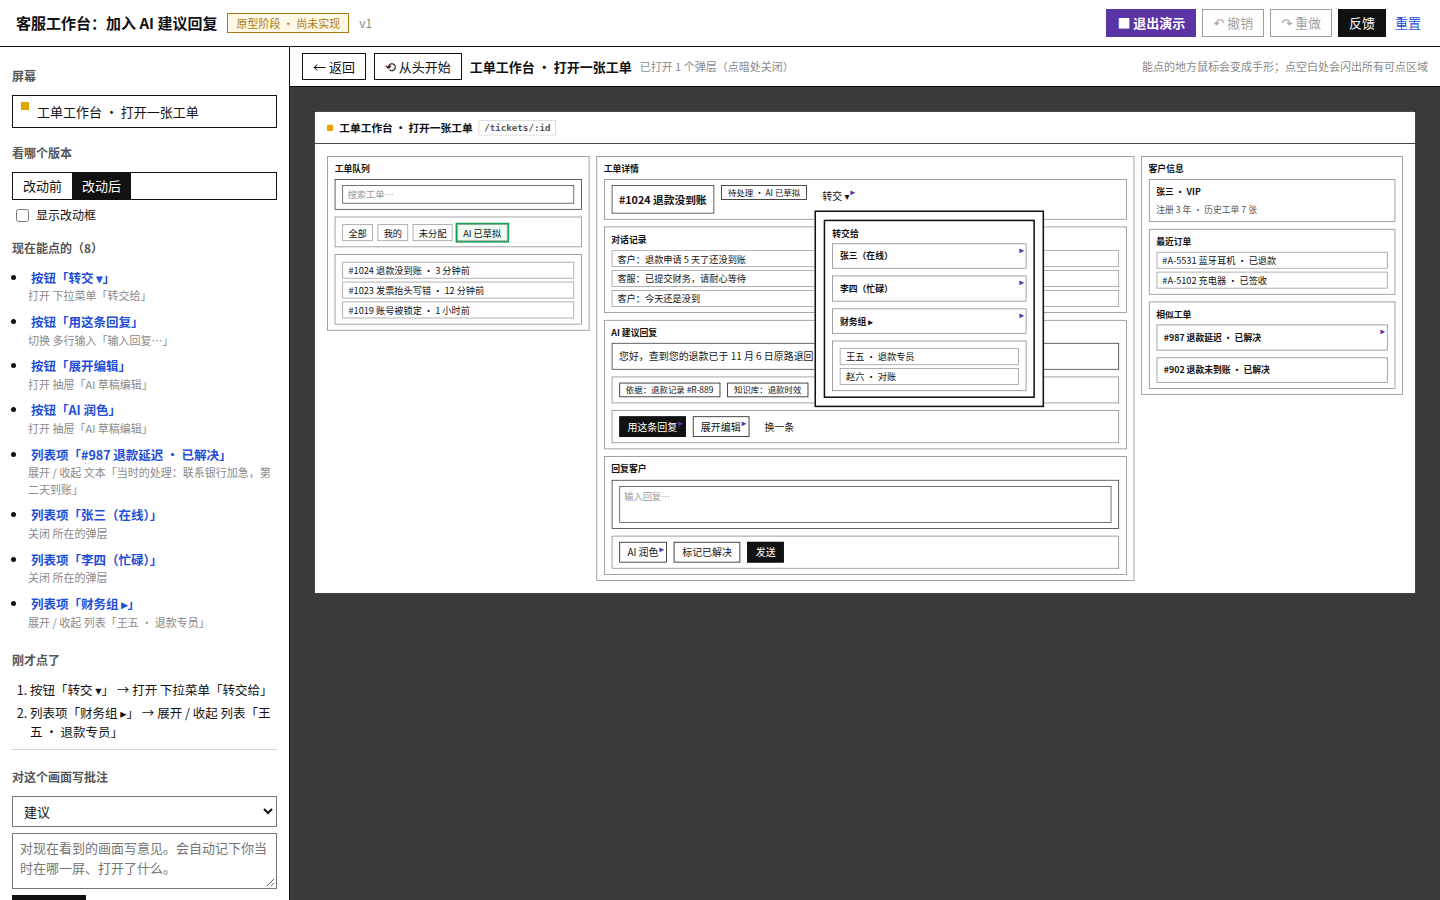 客服工作台：加入 AI 建议回复 原型阶段 · 尚未实现 v1
■ 退出演示 ↶ 撤销 ↷ 重做 反馈 重置
屏幕
工单工作台 · 打开一张工单
看哪个版本
改动前 改动后
显示改动框
现在能点的（8）
按钮「转交 ▾」
打开 下拉菜单「转交给」
按钮「用这条回复」
切换 多行输入「输入回复…」
按钮「展开编辑」
打开 抽屉「AI 草稿编辑」
按钮「AI 润色」
打开 抽屉「AI 草稿编辑」
列表项「#987 退款延迟 · 已解决」
展开 / 收起 文本「当时的处理：联系银行加急，第
二天到账」
列表项「张三（在线）」
关闭 所在的弹层
列表项「李四（忙碌）」
关闭 所在的弹层
列表项「财务组 ▸」
展开 / 收起 列表「王五 · 退款专员」
刚才点了
1. 按钮「转交 ▾」 → 打开 下拉菜单「转交给」
2. 列表项「财务组 ▸」 → 展开 / 收起 列表「王
五 · 退款专员」
对这个画面写批注
建议
对现在看到的画面写意见。会自动记下你当
时在哪一屏、打开了什么。
← 返回 ⟲ 从头开始 工单工作台 · 打开一张工单 已打开 1 个弹层（点暗处关闭）
能点的地方鼠标会变成手形；点空白处会闪出所有可点区域
工单工作台 · 打开一张工单 /tickets/:id
工单队列
搜索工单…
全部 我的 未分配 AI 已草拟
#1024 退款没到账 · 3 分钟前
#1023 发票抬头写错 · 12 分钟前
#1019 账号被锁定 · 1 小时前
工单详情
#1024 退款没到账 待处理 · AI 已草拟 转交 ▾
对话记录
客户：退款申请 5 天了还没到账
客服：已提交财务，请耐心等待
客户：今天还是没到
AI 建议回复
您好，查到您的退款已于 11 月 6 日原路退回
依据：退款记录 #R-889 知识库：退款时效
用这条回复 展开编辑 换一条
回复客户
输入回复…
AI 润色 标记已解决 发送
转交给
张三（在线）
李四（忙碌）
财务组 ▸
王五 · 退款专员
赵六 · 对账
客户信息
张三 · VIP
注册 3 年 · 历史工单 7 张
最近订单
#A-5531 蓝牙耳机 · 已退款
#A-5102 充电器 · 已签收
相似工单
#987 退款延迟 · 已解决
#902 退款未到账 · 已解决